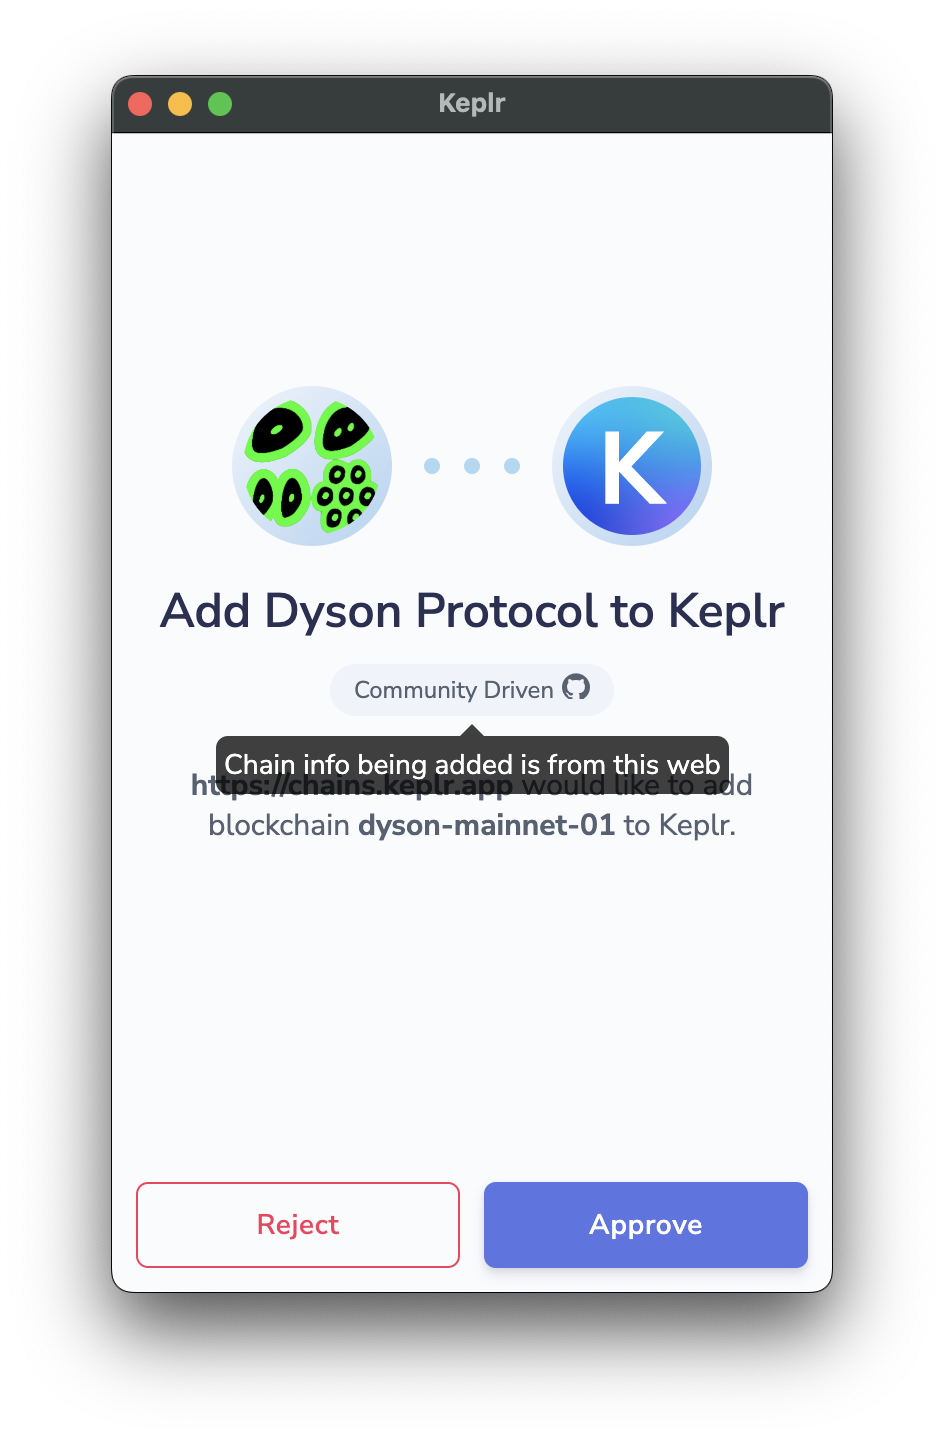 Keplr
K
Add Dyson Protocol to Keplr
Community Driven
Chain info being added is from this web
https://chains.keplr.app would like to add
blockchain dyson-mainnet-01 to Keplr.
Reject
Approve